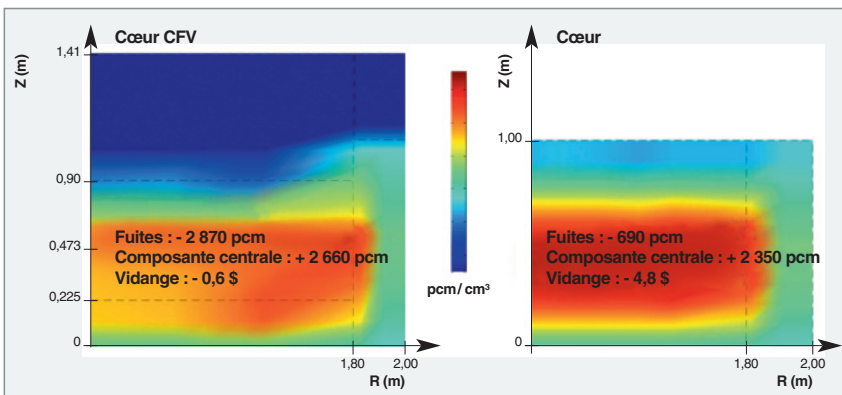 Cœur CFV
Z (m)
1,41
0,90
0,473
0,225
0
Fuites : - 2 870 pcm
Composante centrale : + 2 660 pcm
Vidange : - 0,6 $
1,80
2,00
R (m)
pcm/cm³
Cœur
Z (m)
1,00
0
Fuites : - 690 pcm
Composante centrale : + 2 350 pcm
Vidange : - 4,8 $
1,80
2,00
R (m)